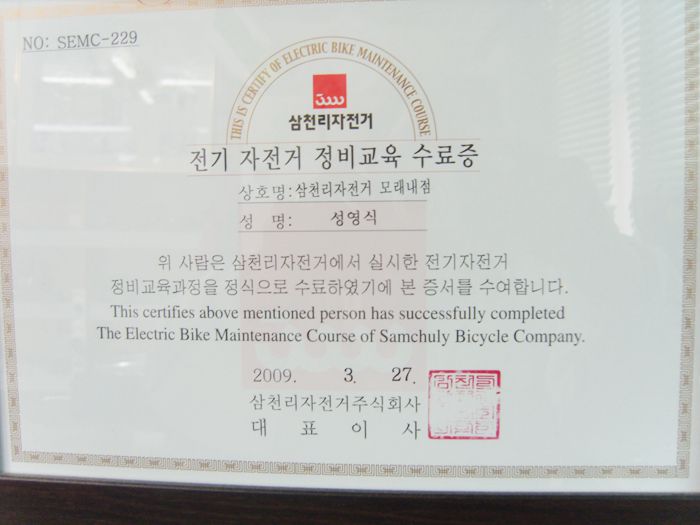 NO: SEMC-229
THIS IS CERTIFY OF ELECTRIC BIKE MAINTENANCE COURSE
삼천리자전거
전기 자전거 정비교육 수료증
상호명: 삼천리자전거 모래내점
성 명: 성영식
위 사람은 삼천리자전거에서 실시한 전기자전거
정비교육과정을 정식으로 수료하였기에 본 증서를 수여합니다.
This certifies above mentioned person has successfully completed
The Electric Bike Maintenance Course of Samchuly Bicycle Company.
2009. 3. 27.
삼천리자전거주식회사
대 표 이 사